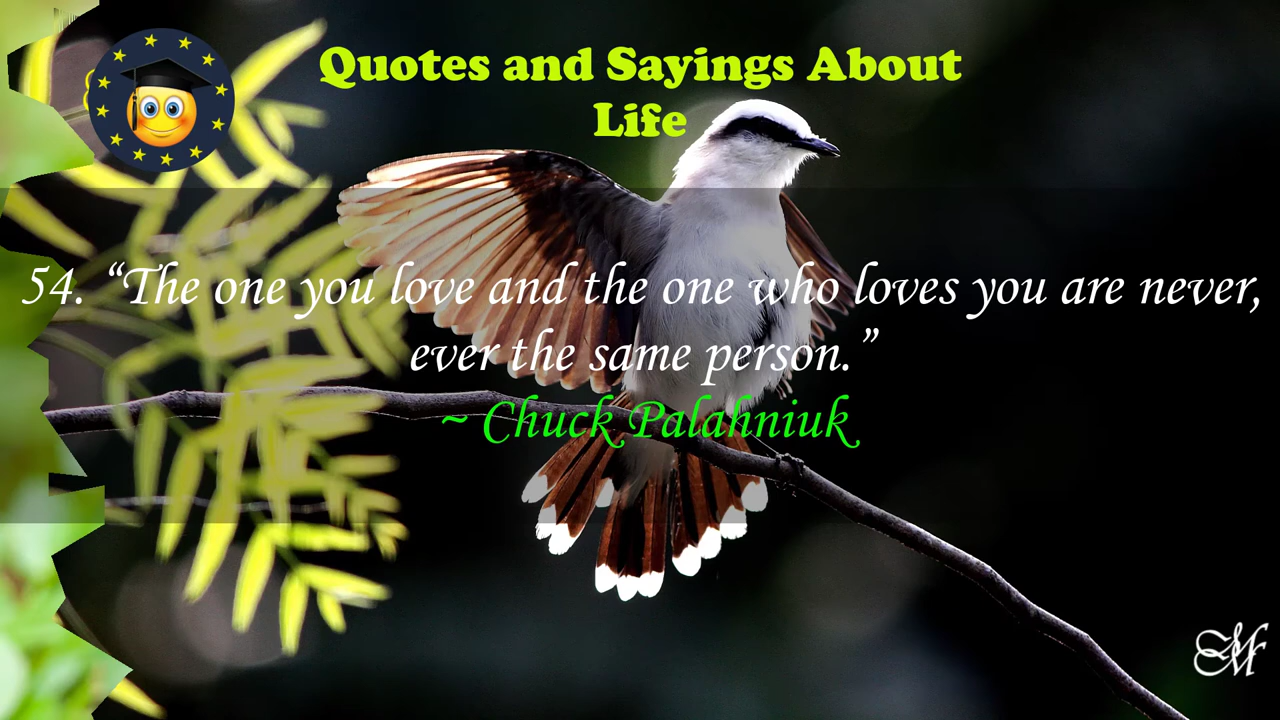 Quotes and Sayings About
Life
54. “The one you love and the one who loves you are never,
ever the same person.”
~ Chuck Palahniuk